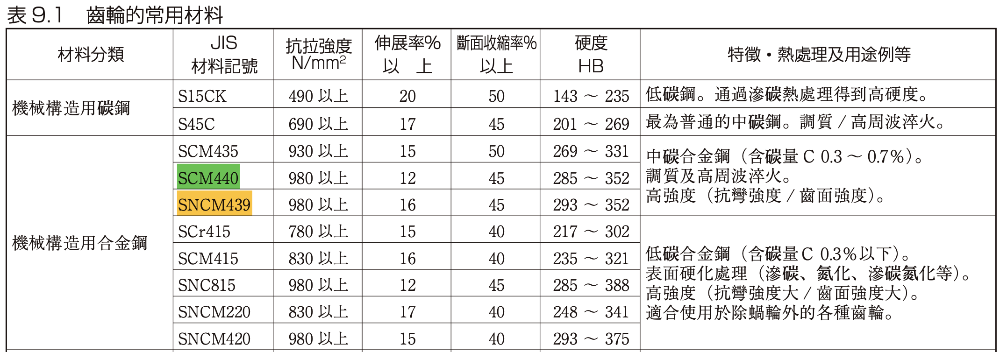 表 9.1　齒輪的常用材料
材料分類　JIS 材料記號　抗拉強度 N/mm²　伸展率% 以　上　斷面收縮率% 以上　硬度 HB　特徵・熱處理及用途例等
機械構造用碳鋼
S15CK　490 以上　20　50　143 ～ 235　低碳鋼。通過滲碳熱處理得到高硬度。
S45C　690 以上　17　45　201 ～ 269　最為普通的中碳鋼。調質 / 高周波淬火。
機械構造用合金鋼
SCM435　930 以上　15　50　269 ～ 331
SCM440　980 以上　12　45　285 ～ 352
SNCM439　980 以上　16　45　293 ～ 352
中碳合金鋼（含碳量 C 0.3 ～ 0.7%）。
調質及高周波淬火。
高強度（抗彎強度 / 齒面強度）。
SCr415　780 以上　15　40　217 ～ 302
SCM415　830 以上　16　40　235 ～ 321
SNC815　980 以上　12　45　285 ～ 388
SNCM220　830 以上　17　40　248 ～ 341
SNCM420　980 以上　15　40　293 ～ 375
低碳合金鋼（含碳量 C 0.3%以下）。
表面硬化處理（滲碳、氮化、滲碳氮化等）。
高強度（抗彎強度大 / 齒面強度大）。
適合使用於除蝸輪外的各種齒輪。